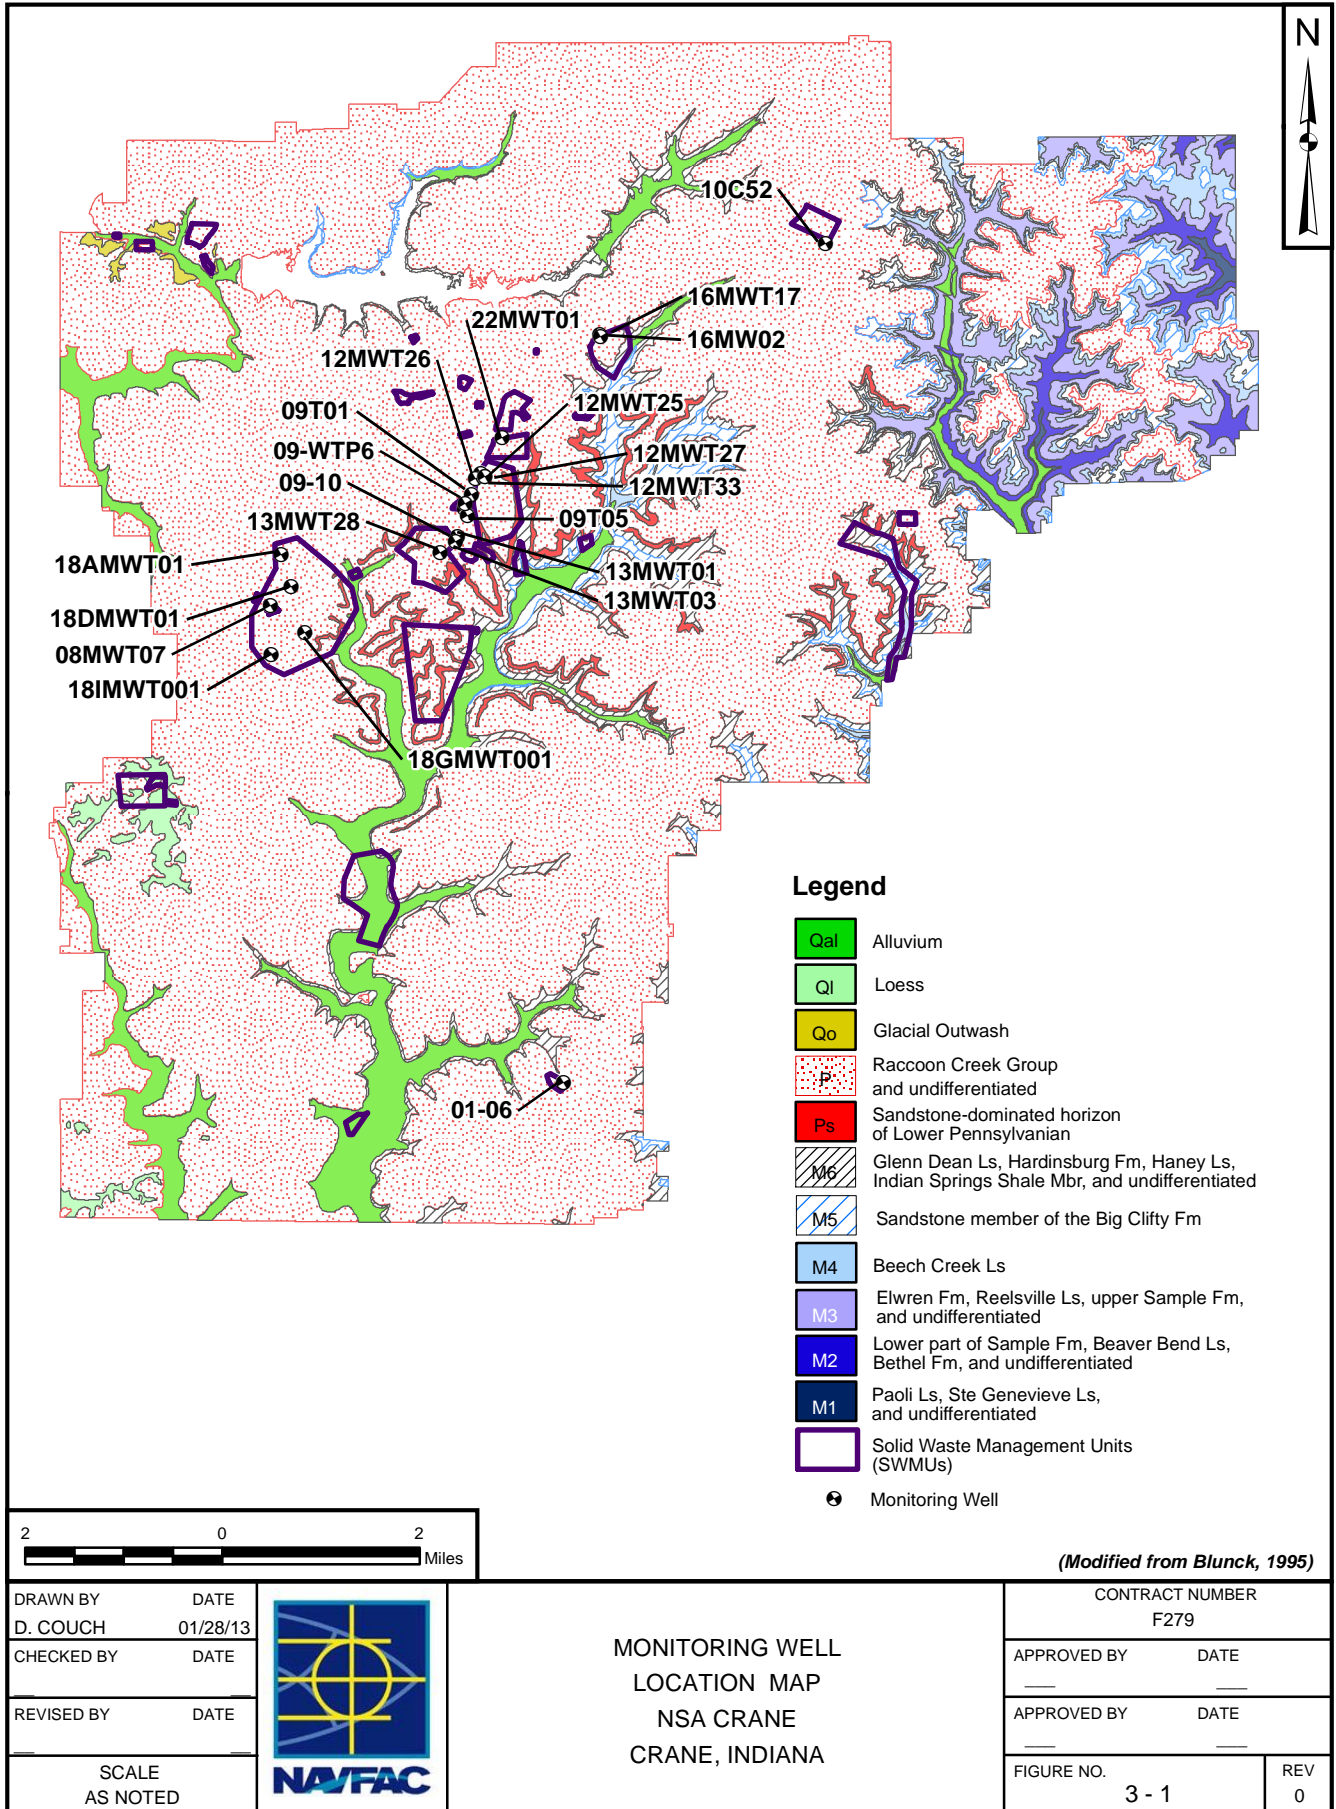 N
10C52
16MWT17
22MWT01
16MW02
12MWT26
12MWT25
09T01
09-WTP6
12MWT27
09-10
12MWT33
13MWT28
09T05
18AMWT01
13MWT01
13MWT03
18DMWT01
08MWT07
18IMWT001
18GMWT001
01-06
Legend
Qal Alluvium
Ql Loess
Qo Glacial Outwash
P Raccoon Creek Group
and undifferentiated
Ps Sandstone-dominated horizon
of Lower Pennsylvanian
M6 Glenn Dean Ls, Hardinsburg Fm, Haney Ls,
Indian Springs Shale Mbr, and undifferentiated
M5 Sandstone member of the Big Clifty Fm
M4 Beech Creek Ls
M3 Elwren Fm, Reelsville Ls, upper Sample Fm,
and undifferentiated
M2 Lower part of Sample Fm, Beaver Bend Ls,
Bethel Fm, and undifferentiated
M1 Paoli Ls, Ste Genevieve Ls,
and undifferentiated
Solid Waste Management Units
(SWMUs)
Monitoring Well
2 0 2
Miles
(Modified from Blunck, 1995)
DRAWN BY DATE
D. COUCH 01/28/13
CHECKED BY DATE
REVISED BY DATE
SCALE
AS NOTED
NAVFAC
MONITORING WELL
LOCATION MAP
NSA CRANE
CRANE, INDIANA
CONTRACT NUMBER
F279
APPROVED BY DATE
APPROVED BY DATE
FIGURE NO.
3 - 1
REV
0